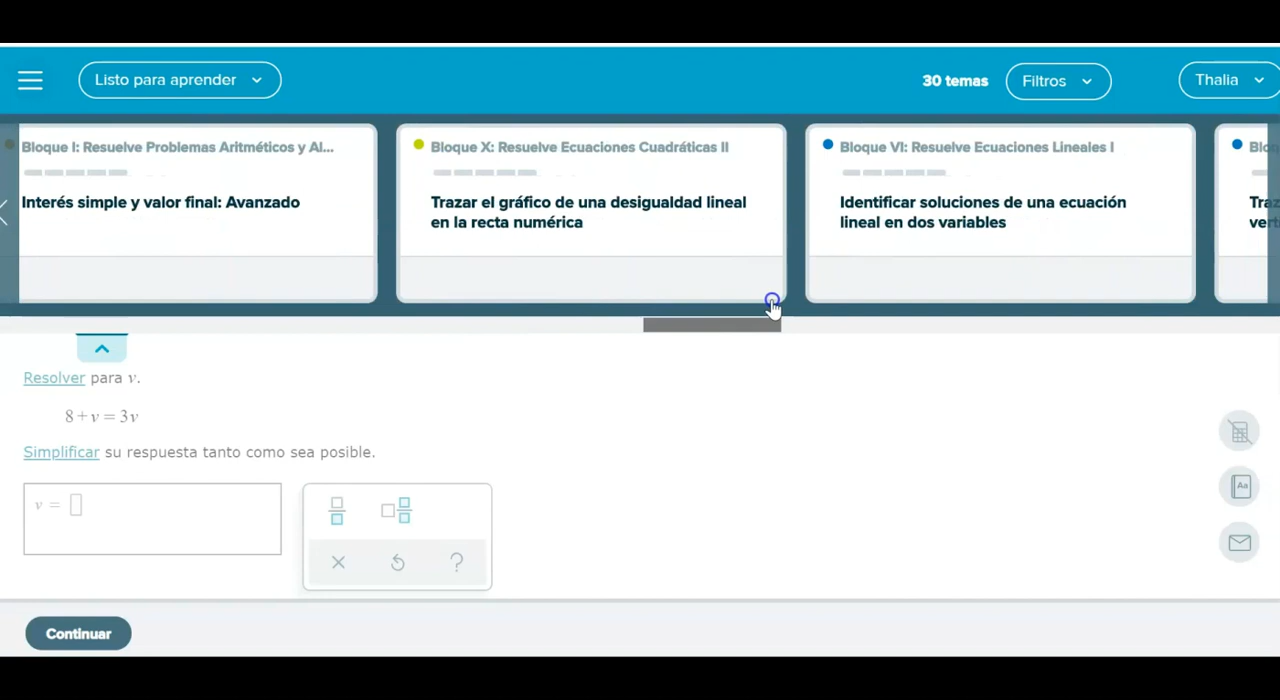 Listo para aprender
30 temas
Filtros
Thalia
Bloque I: Resuelve Problemas Aritméticos y Al...
Interés simple y valor final: Avanzado
Bloque X: Resuelve Ecuaciones Cuadráticas II
Trazar el gráfico de una desigualdad lineal
en la recta numérica
Bloque VI: Resuelve Ecuaciones Lineales I
Identificar soluciones de una ecuación
lineal en dos variables
Resolver para v.
8 + v = 3v
Simplificar su respuesta tanto como sea posible.
v =
?
Aa
Continuar